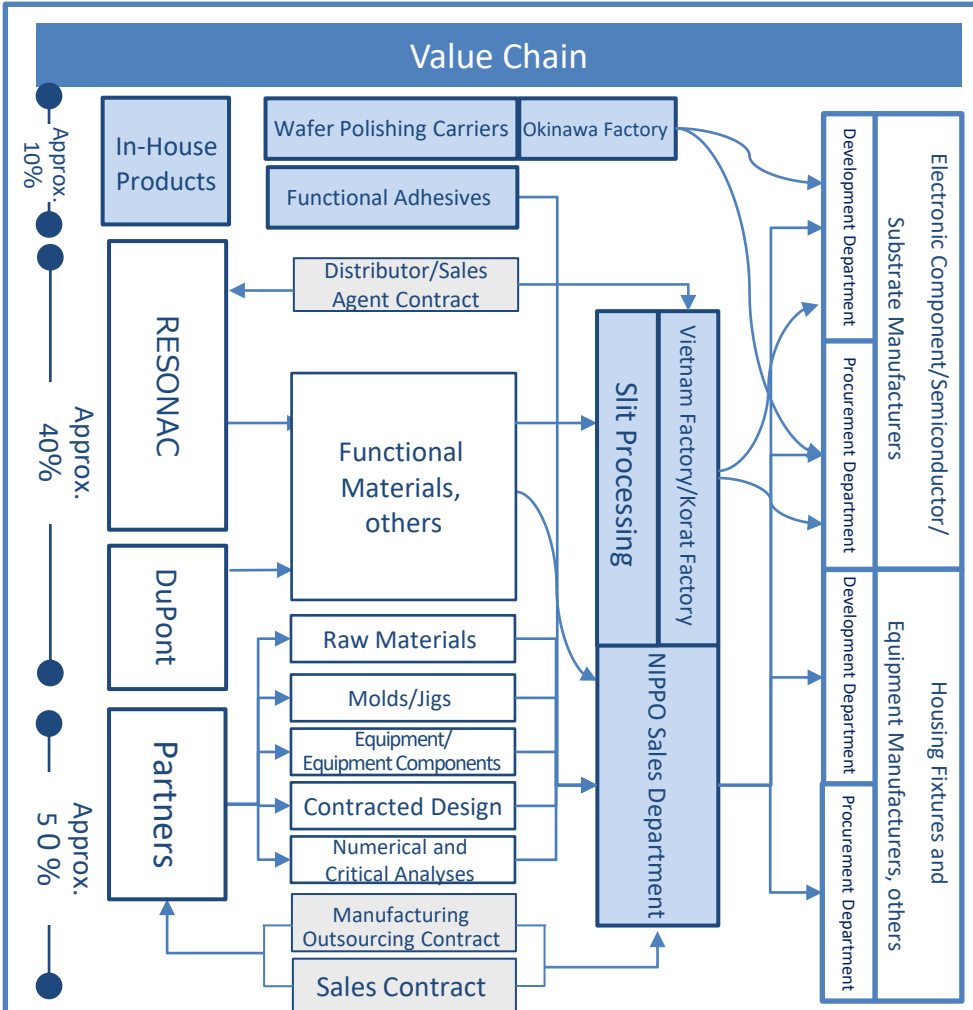 Value Chain
Approx.
10%
In-House
Products
Wafer Polishing Carriers
Okinawa Factory
Functional Adhesives
Approx.
40%
RESONAC
DuPont
Distributor/Sales
Agent Contract
Functional
Materials,
others
Slit Processing
Vietnam Factory/Korat Factory
Approx.
50%
Partners
Raw Materials
Molds/Jigs
Equipment/
Equipment Components
Contracted Design
Numerical and
Critical Analyses
Manufacturing
Outsourcing Contract
Sales Contract
NIPPO Sales Department
Development Department
Procurement Department
Electronic Component/Semiconductor/
Substrate Manufacturers
Development Department
Procurement Department
Housing Fixtures and
Equipment Manufacturers, others